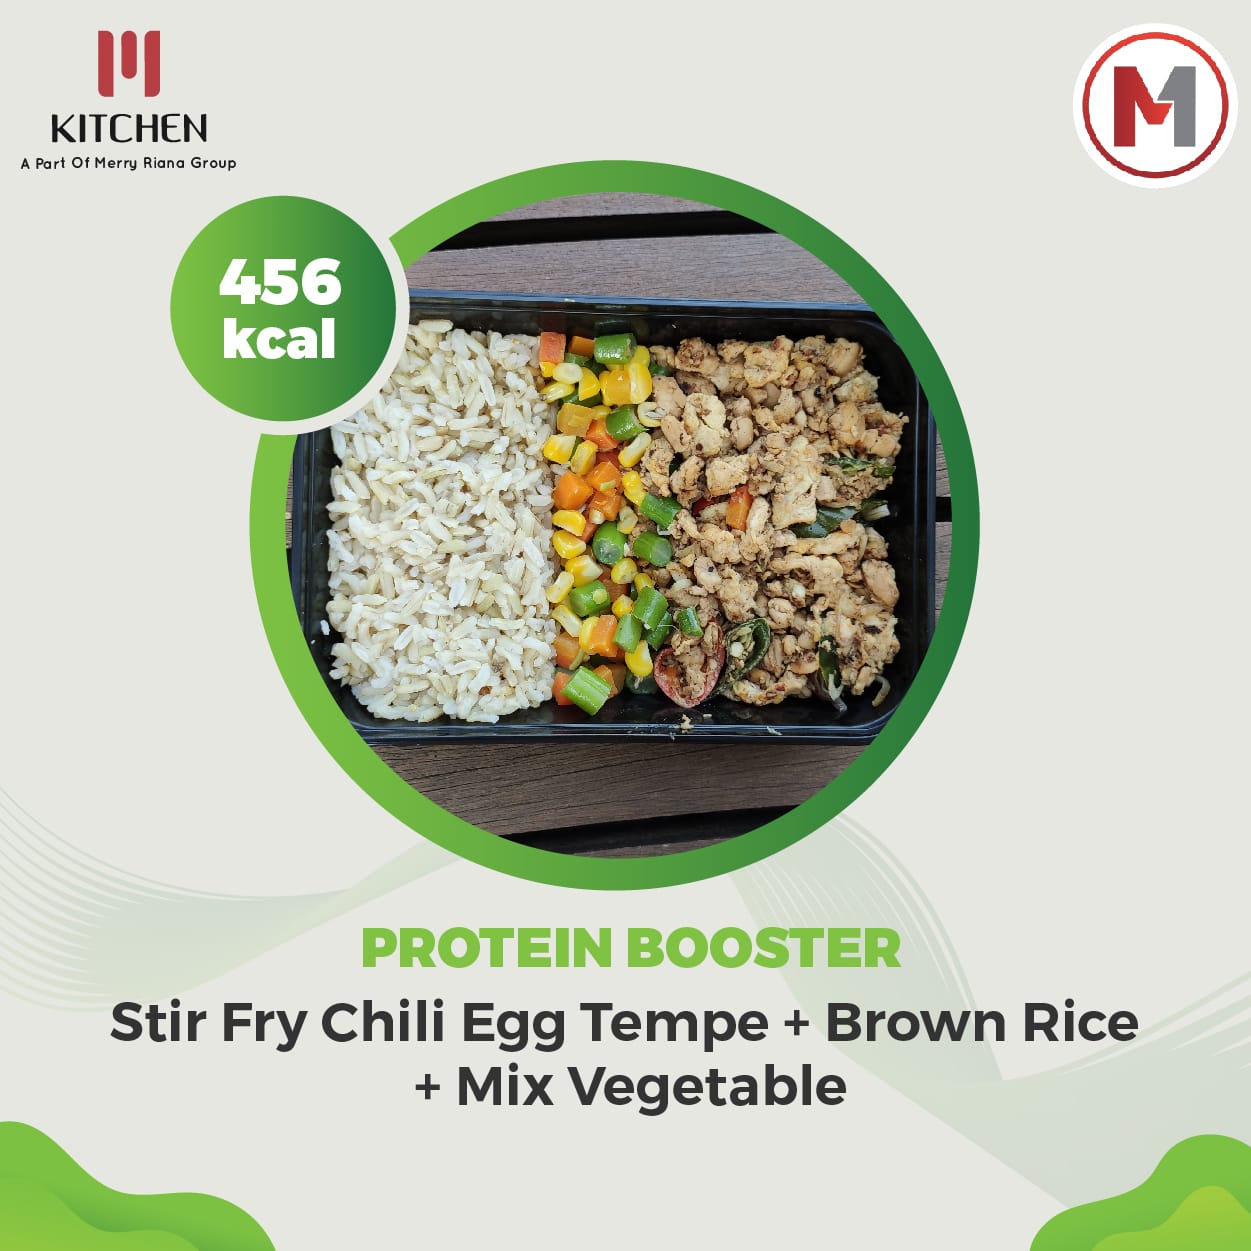 KITCHEN
A Part Of Merry Riana Group
M1
456
kcal
PROTEIN BOOSTER
Stir Fry Chili Egg Tempe + Brown Rice
+ Mix Vegetable